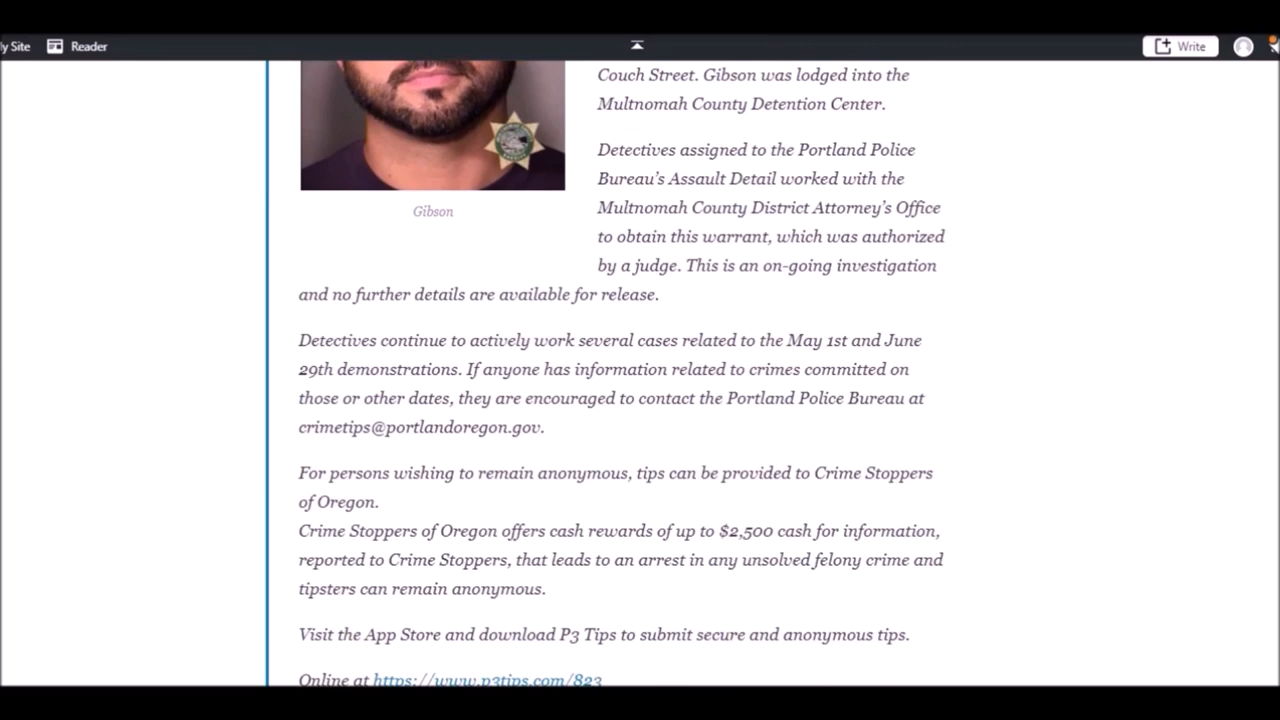 y Site
Reader
Write
Couch Street. Gibson was lodged into the
Multnomah County Detention Center.
Detectives assigned to the Portland Police
Bureau's Assault Detail worked with the
Multnomah County District Attorney's Office
to obtain this warrant, which was authorized
by a judge. This is an on-going investigation
Gibson
and no further details are available for release.
Detectives continue to actively work several cases related to the May 1st and June
29th demonstrations. If anyone has information related to crimes committed on
those or other dates, they are encouraged to contact the Portland Police Bureau at
crimetips@portlandoregon.gov.
For persons wishing to remain anonymous, tips can be provided to Crime Stoppers
of Oregon.
Crime Stoppers of Oregon offers cash rewards of up to $2,500 cash for information,
reported to Crime Stoppers, that leads to an arrest in any unsolved felony crime and
tipsters can remain anonymous.
Visit the App Store and download P3 Tips to submit secure and anonymous tips.
Online at https://www.p3tips.com/823